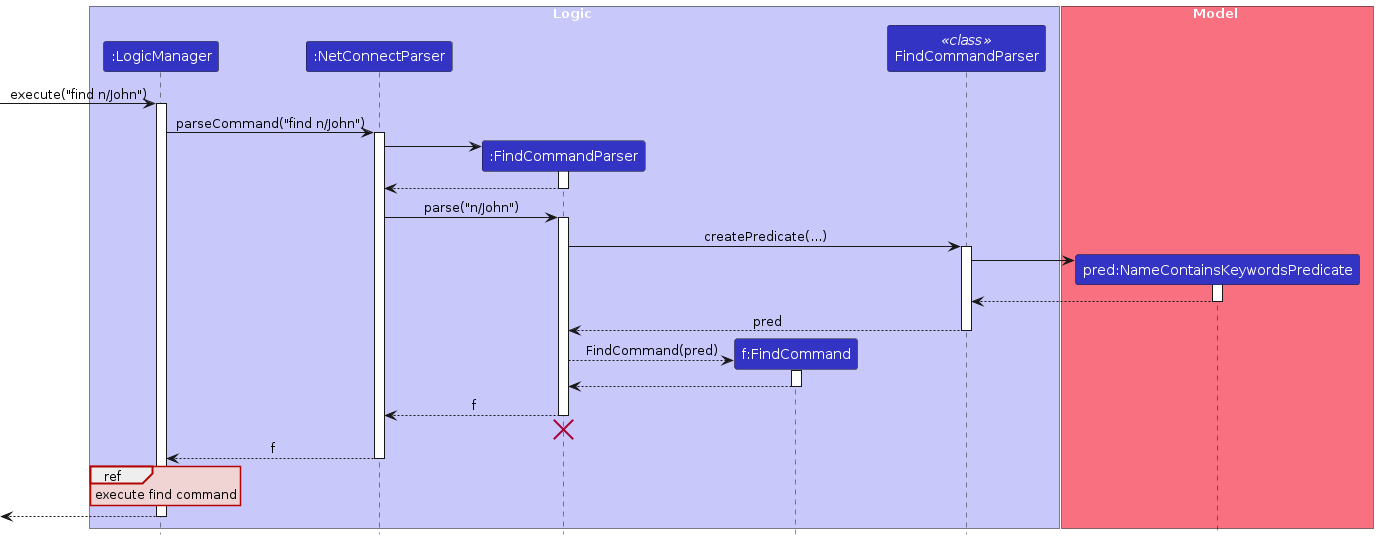 Logic
Model
«class»
:LogicManager
:NetConnectParser
FindCommandParser
execute("find n/John")
parseCommand("find n/John")
:FindCommandParser
parse("n/John")
createPredicate(...)
pred:NameContainsKeywordsPredicate
pred
FindCommand(pred)
f:FindCommand
f
f
ref
execute find command